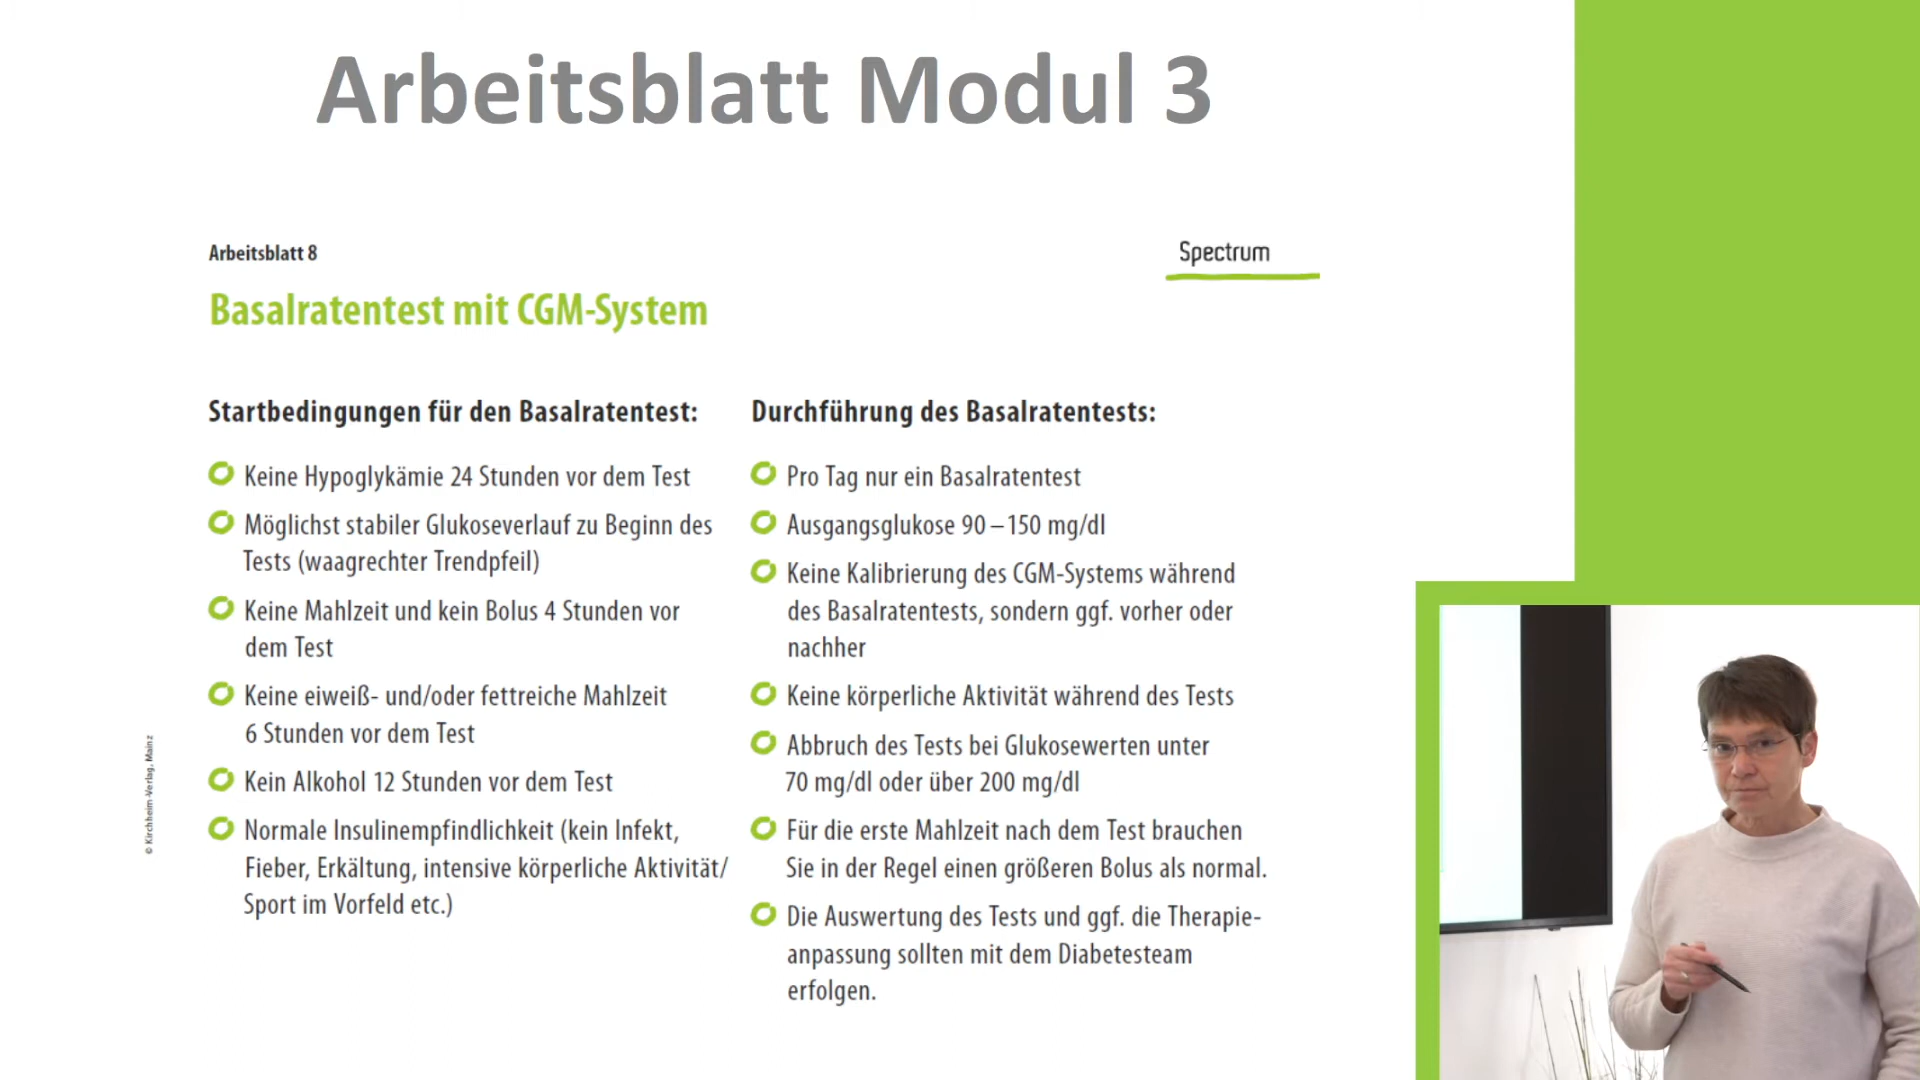 Arbeitsblatt Modul 3
Arbeitsblatt 8
Spectrum
Basalratentest mit CGM-System
Startbedingungen für den Basalratentest:
Keine Hypoglykämie 24 Stunden vor dem Test
Möglichst stabiler Glukoseverlauf zu Beginn des
Tests (waagrechter Trendpfeil)
Keine Mahlzeit und kein Bolus 4 Stunden vor
dem Test
Keine eiweiß- und/oder fettreiche Mahlzeit
6 Stunden vor dem Test
Kein Alkohol 12 Stunden vor dem Test
Normale Insulinempfindlichkeit (kein Infekt,
Fieber, Erkältung, intensive körperliche Aktivität/
Sport im Vorfeld etc.)
Durchführung des Basalratentests:
Pro Tag nur ein Basalratentest
Ausgangsglukose 90 – 150 mg/dl
Keine Kalibrierung des CGM-Systems während
des Basalratentests, sondern ggf. vorher oder
nachher
Keine körperliche Aktivität während des Tests
Abbruch des Tests bei Glukosewerten unter
70 mg/dl oder über 200 mg/dl
Für die erste Mahlzeit nach dem Test brauchen
Sie in der Regel einen größeren Bolus als normal.
Die Auswertung des Tests und ggf. die Therapie-
anpassung sollten mit dem Diabetesteam
erfolgen.
© Kirchheim-Verlag, Mainz